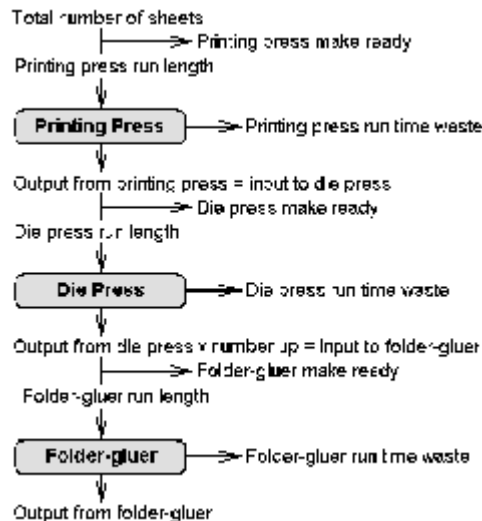 Total number of sheets
Printing press make ready
Printing press run length
Printing Press
Printing press run time waste
Output from printing press = input to die press
Die press make ready
Die press run length
Die Press
Die press run time waste
Output from die press x number up = Input to folder-gluer
Folder-gluer make ready
Folder-gluer run length
Folder-gluer
Folder-gluer run time waste
Output from folder-gluer